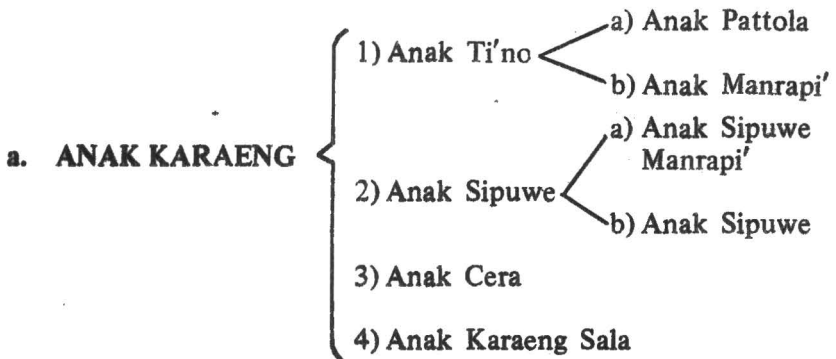 a. ANAK KARAENG
1) Anak Ti'no
a) Anak Pattola
b) Anak Manrapi'
2) Anak Sipuwe
a) Anak Sipuwe
Manrapi'
b) Anak Sipuwe
3) Anak Cera
4) Anak Karaeng Sala